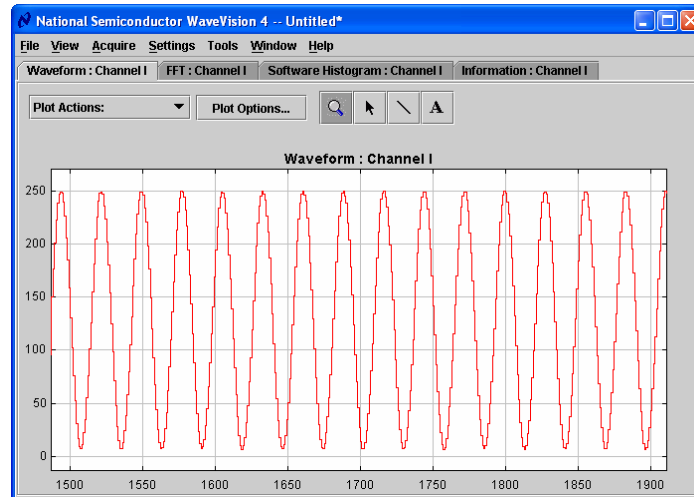 National Semiconductor WaveVision 4 -- Untitled*
File View Acquire Settings Tools Window Help
Waveform : Channel I FFT : Channel I Software Histogram : Channel I Information : Channel I
Plot Actions: Plot Options... A
Waveform : Channel I
250
200
150
100
50
0
1500 1550 1600 1650 1700 1750 1800 1850 1900